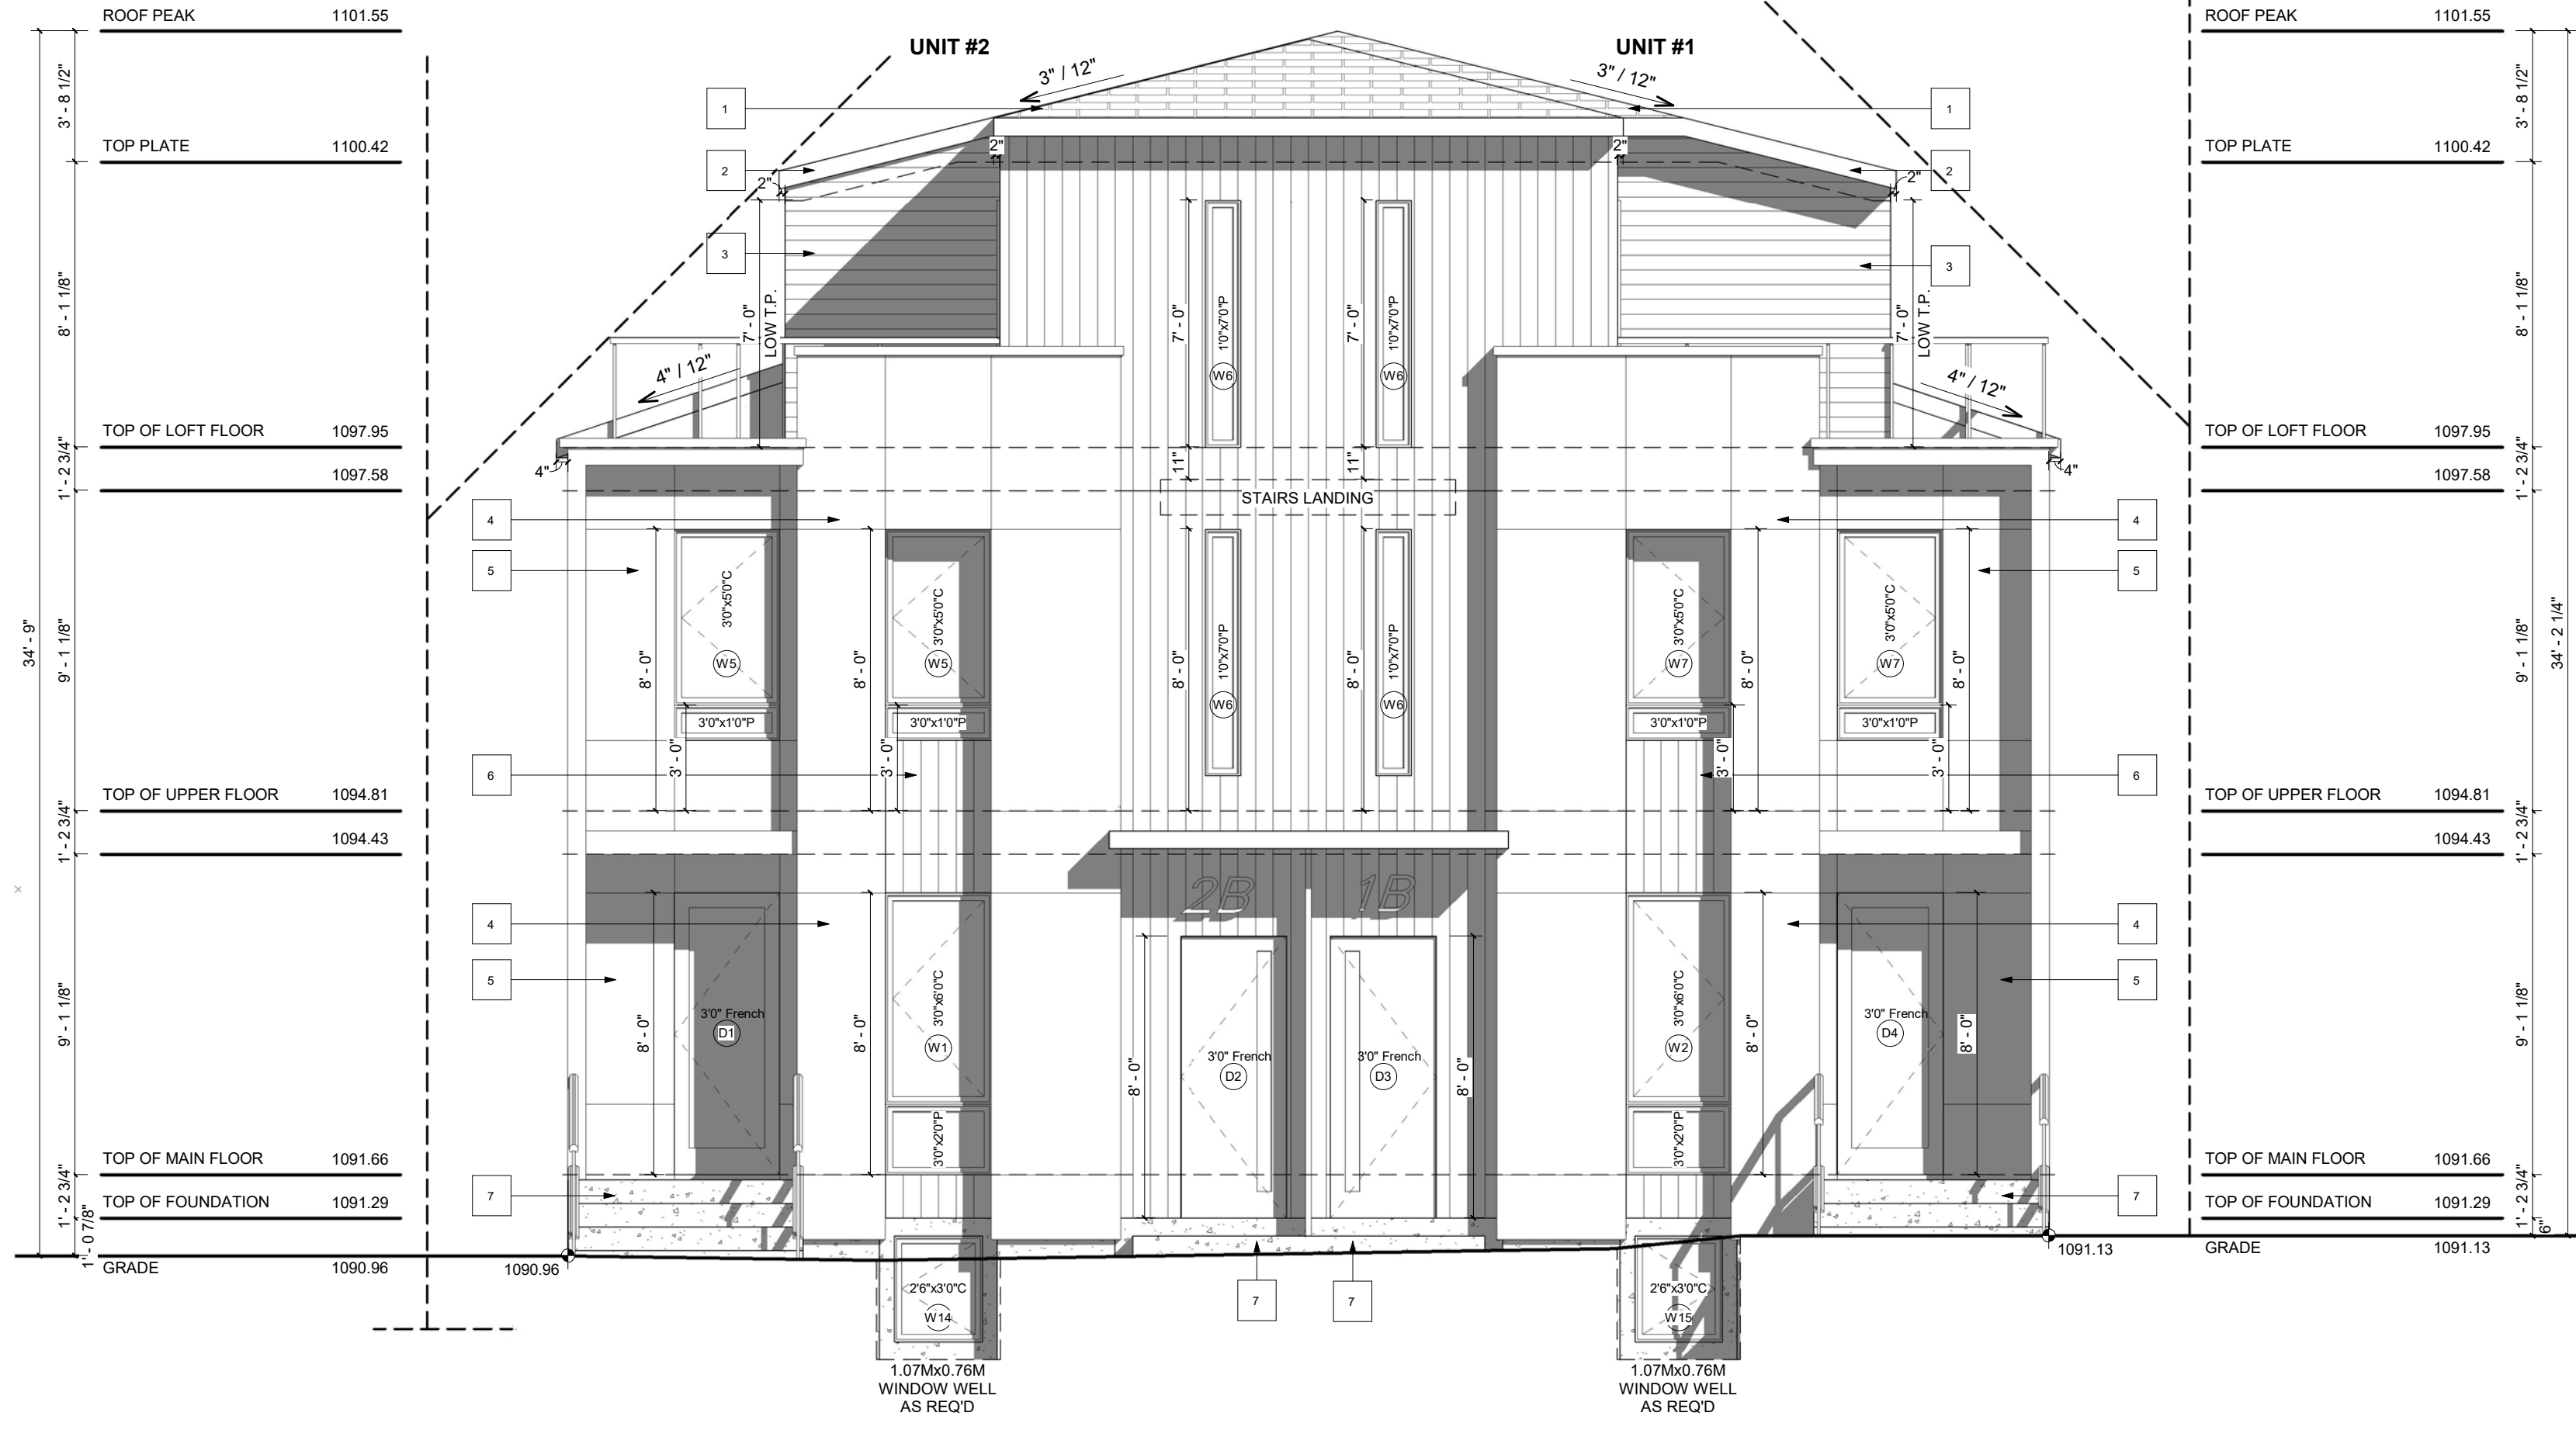 ROOF PEAK 1101.55
UNIT #2
UNIT #1
ROOF PEAK 1101.55
3" / 12"
3" / 12"
3' - 8 1/2"
1
1
3' - 8 1/2"
TOP PLATE 1100.42
2"
2"
TOP PLATE 1100.42
2
2"
2
2"
3
3
8' - 1 1/8"
7' - 0"
LOW T.P.
7' - 0"
1'0"x7'0"P
W6
7' - 0"
1'0"x7'0"P
W6
7' - 0"
LOW T.P.
8' - 1 1/8"
4" / 12"
4" / 12"
TOP OF LOFT FLOOR 1097.95
TOP OF LOFT FLOOR 1097.95
1' - 2 3/4"
4"
11"
11"
4"
1' - 2 3/4"
1097.58
STAIRS LANDING
1097.58
4
4
5
5
34' - 9"
9' - 1 1/8"
8' - 0"
3'0"x5'0"C
W5
8' - 0"
3'0"x5'0"C
W5
8' - 0"
1'0"x7'0"P
W6
8' - 0"
1'0"x7'0"P
W6
3'0"x5'0"C
W7
8' - 0"
3'0"x5'0"C
W7
8' - 0"
9' - 1 1/8"
34' - 2 1/4"
3'0"x1'0"P
3'0"x1'0"P
3'0"x1'0"P
3'0"x1'0"P
6
3' - 0"
3' - 0"
3' - 0"
3' - 0"
6
TOP OF UPPER FLOOR 1094.81
TOP OF UPPER FLOOR 1094.81
1' - 2 3/4"
1' - 2 3/4"
1094.43
1094.43
2B
1B
4
4
5
5
9' - 1 1/8"
8' - 0"
3'0" French
D1
8' - 0"
3'0"x6'0"C
W1
8' - 0"
3'0" French
D2
3'0" French
D3
8' - 0"
3'0"x6'0"C
W2
8' - 0"
3'0" French
D4
8' - 0"
9' - 1 1/8"
3'0"x2'0"P
3'0"x2'0"P
TOP OF MAIN FLOOR 1091.66
TOP OF MAIN FLOOR 1091.66
1' - 2 3/4"
7
7
1' - 2 3/4"
TOP OF FOUNDATION 1091.29
TOP OF FOUNDATION 1091.29
1' - 0 7/8"
6"
GRADE 1090.96
1090.96
1091.13
GRADE 1091.13
2'6"x3'0"C
W14
7
7
2'6"x3'0"C
W15
1.07Mx0.76M
WINDOW WELL
AS REQ'D
1.07Mx0.76M
WINDOW WELL
AS REQ'D